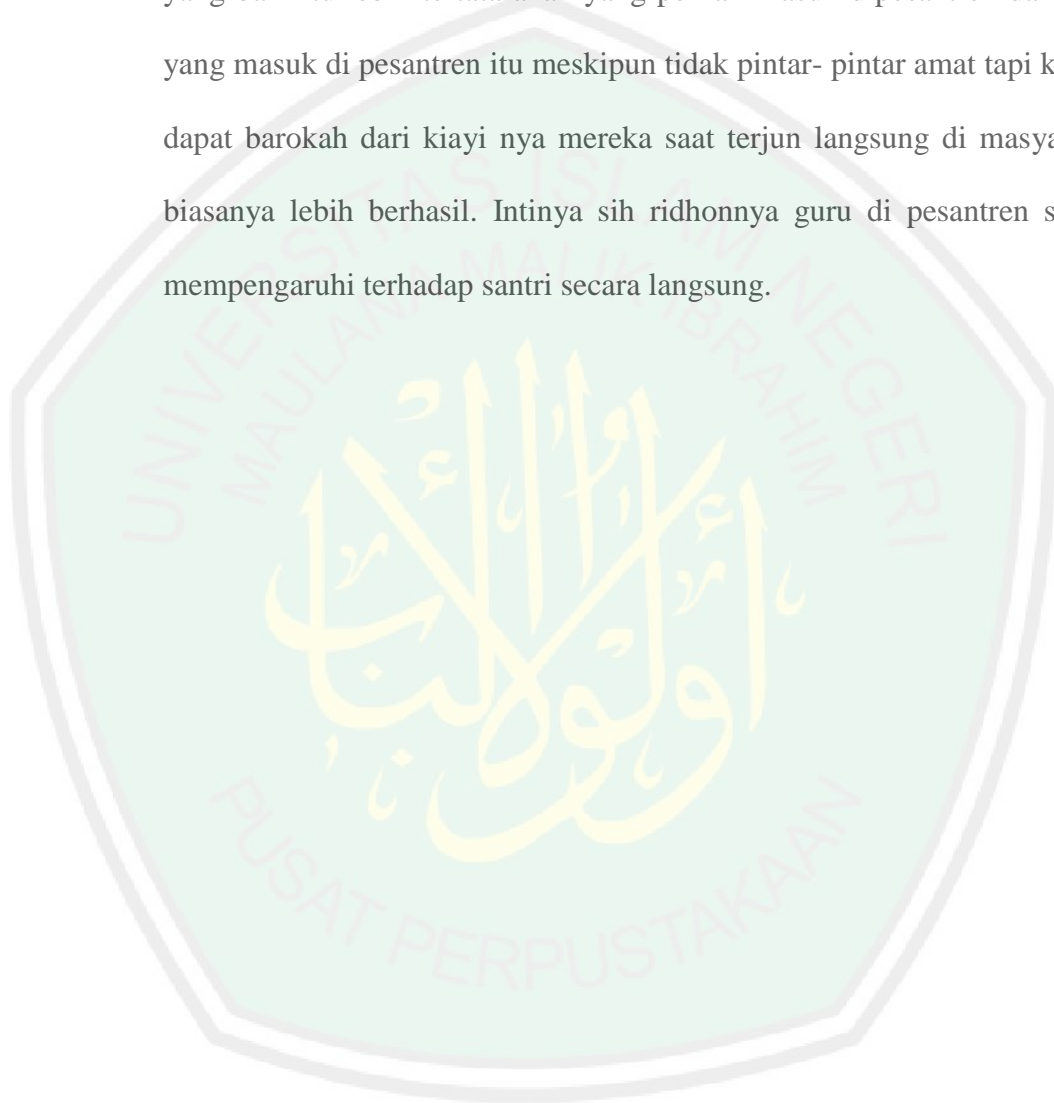 yang masuk di pesantren itu meskipun tidak pintar- pintar amat tapi
dapat barokah dari kiayi nya mereka saat terjun langsung di
biasanya lebih berhasil. Intinya sih ridhonnya guru di pesantren
mempengaruhi terhadap santri secara langsung.
UNIVERSITAS ISLAM NEGERI
MAULANA MALIK IBRAHIM
PUSAT PERPUSTAKAAN